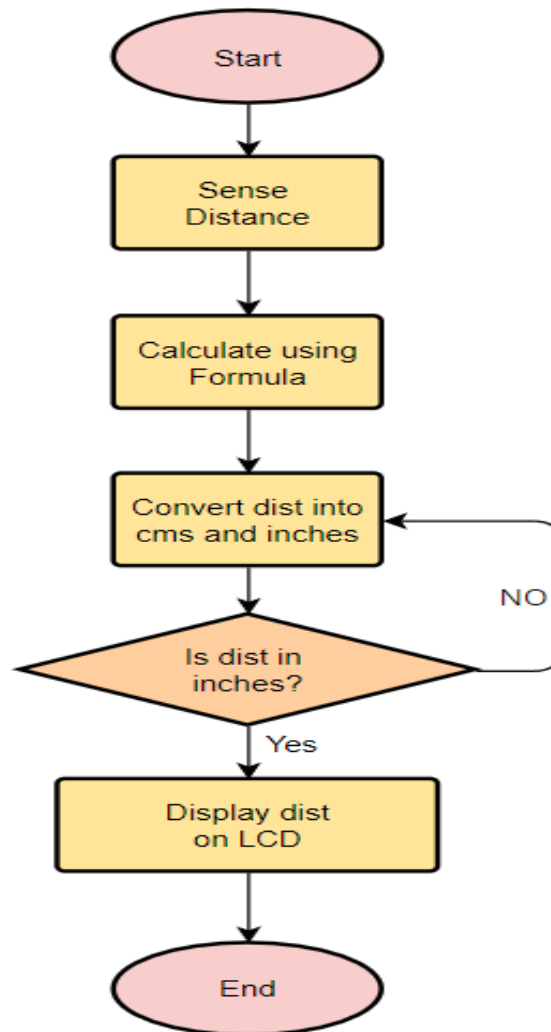 Start
Sense
Distance
Calculate using
Formula
Convert dist into
cms and inches
NO
Is dist in
inches?
Yes
Display dist
on LCD
End